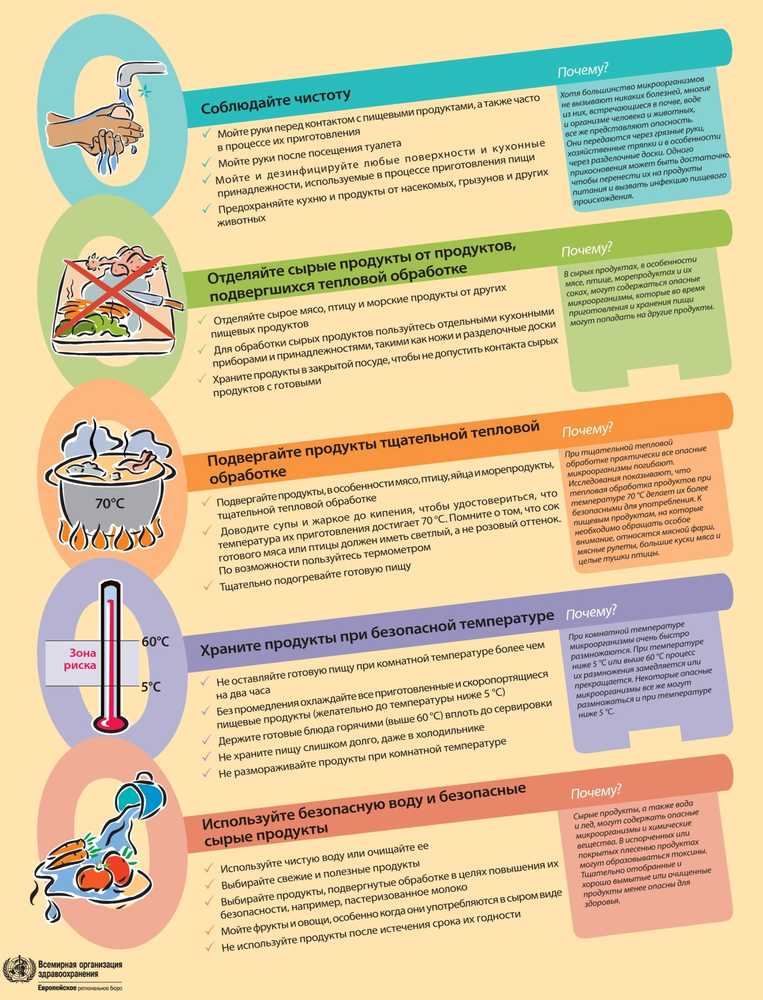 Соблюдайте чистоту
Мойте руки перед контактом с пищевыми продуктами, а также часто
в процессе их приготовления
Мойте руки после посещения туалета
Мойте и дезинфицируйте любые поверхности и кухонные
принадлежности, используемые в процессе приготовления пищи
Предохраняйте кухню и продукты от насекомых, грызунов и других
животных
Почему?
Хотя большинство микроорганизмов
не вызывают никаких болезней, многие
из них, встречающиеся в почве, воде
и организме человека и животных,
все же представляют опасность.
Они передаются через грязные руки,
хозяйственные тряпки и в особенности
через разделочные доски. Одного
прикосновения может быть достаточно,
чтобы перенести их на продукты
питания и вызвать инфекцию пищевого
происхождения.
Отделяйте сырые продукты от продуктов,
подвергшихся тепловой обработке
Отделяйте сырое мясо, птицу и морские продукты от других
пищевых продуктов
Для обработки сырых продуктов пользуйтесь отдельными кухонными
приборами и принадлежностями, такими как ножи и разделочные доски
Храните продукты в закрытой посуде, чтобы не допустить контакта сырых
продуктов с готовыми
Почему?
В сырых продуктах, в особенности
мясе, птице, морепродуктах и их
соках, могут содержаться опасные
микроорганизмы, которые во время
приготовления и хранения пищи
могут попадать на другие продукты.
70°C
Подвергайте продукты тщательной тепловой
обработке
Подвергайте продукты, в особенности мясо, птицу, яйца и морепродукты,
тщательной тепловой обработке
Доводите супы и жаркое до кипения, чтобы удостовериться, что
температура их приготовления достигает 70 °C. Помните о том, что сок
готового мяса или птицы должен иметь светлый, а не розовый оттенок.
По возможности пользуйтесь термометром
Тщательно подогревайте готовую пищу
Почему?
При тщательной тепловой
обработке практически все опасные
микроорганизмы погибают.
Исследования показывают, что
тепловая обработка продуктов при
температуре 70 °C делает их более
безопасными для употребления. К
пищевым продуктам, на которые
необходимо обращать особое
внимание, относятся мясной фарш,
мясные рулеты, большие куски мяса и
целые тушки птицы.
60°C
Зона
риска
5°C
Храните продукты при безопасной температуре
Не оставляйте готовую пищу при комнатной температуре более чем
на два часа
Без промедления охлаждайте все приготовленные и скоропортящиеся
пищевые продукты (желательно до температуры ниже 5 °C)
Держите готовые блюда горячими (выше 60 °C) вплоть до сервировки
Не храните пищу слишком долго, даже в холодильнике
Не размораживайте продукты при комнатной температуре
Почему?
При комнатной температуре
микроорганизмы очень быстро
размножаются. При температуре
ниже 5 °C или выше 60 °C процесс
их размножения замедляется или
прекращается. Некоторые опасные
микроорганизмы все же могут
размножаться и при температуре
ниже 5 °C.
Используйте безопасную воду и безопасные
сырые продукты
Используйте чистую воду или очищайте ее
Выбирайте свежие и полезные продукты
Выбирайте продукты, подвергнутые обработке в целях повышения их
безопасности, например, пастеризованное молоко
Мойте фрукты и овощи, особенно когда они употребляются в сыром виде
Не используйте продукты после истечения срока их годности
Почему?
Сырые продукты, а также вода
и лед, могут содержать опасные
микроорганизмы и химические
вещества. В испорченных или
покрытых плесенью продуктах
могут образовываться токсины.
Тщательно отобранные и
хорошо вымытые или очищенные
продукты менее опасны для
здоровья.
Всемирная организация
здравоохранения
Европейское региональное бюро